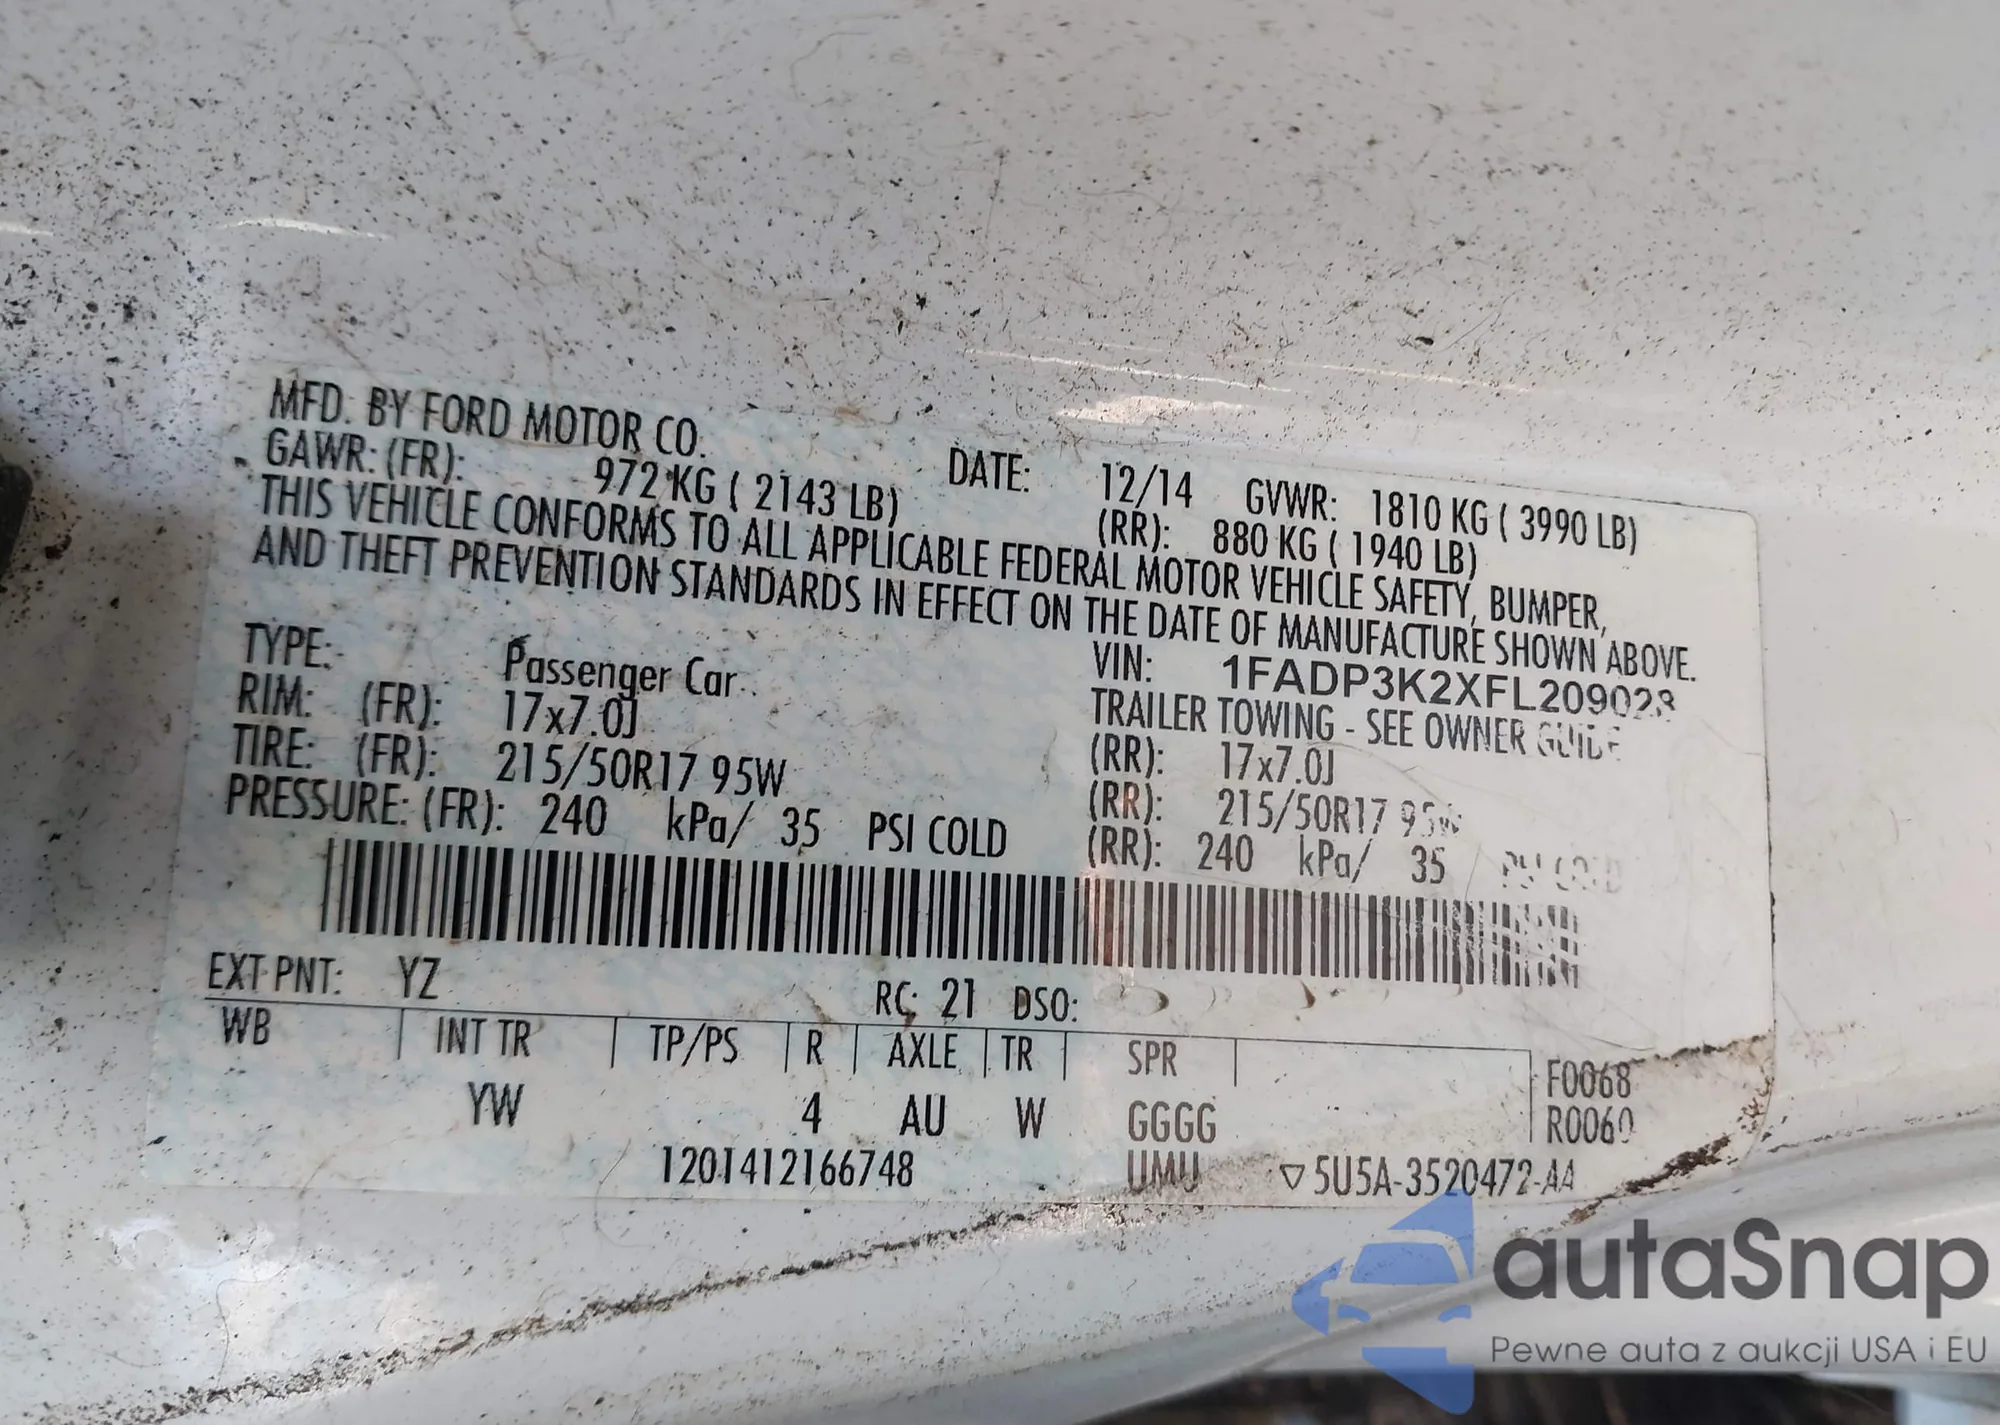 MFD. BY FORD MOTOR CO. DATE: 12/14 GVWR: 1810 KG ( 3990 LB)
GAWR: (FR): 972 KG ( 2143 LB) (RR): 880 KG ( 1940 LB)
THIS VEHICLE CONFORMS TO ALL APPLICABLE FEDERAL MOTOR VEHICLE SAFETY, BUMPER,
AND THEFT PREVENTION STANDARDS IN EFFECT ON THE DATE OF MANUFACTURE SHOWN ABOVE.
VIN: 1FADP3K2XFL209028
TYPE: Passenger Car TRAILER TOWING - SEE OWNER GUIDE
RIM: (FR): 17x7.0J (RR): 17x7.0J
TIRE: (FR): 215/50R17 95W (RR): 215/50R17 95W
PRESSURE: (FR): 240 kPa/ 35 PSI COLD (RR): 240 kPa/ 35 PSI COLD
EXT PNT: YZ RC: 21 DSO:
WB INT TR TP/PS R AXLE TR SPR F0068
YW 4 AU W GGGG R0060
1201412166748 UMU ▽5U5A-3520472-AA
autaSnap
Pewne auta z aukcji USA i EU